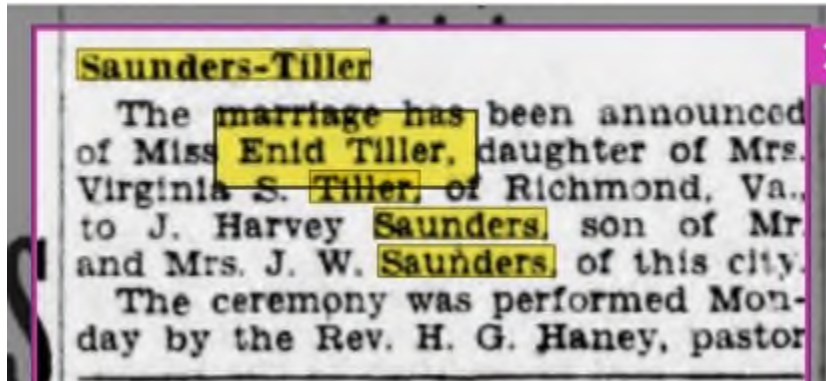 Saunders-Tiller
The marriage has been announced
of Miss Enid Tiller, daughter of Mrs.
Virginia S. Tiller, of Richmond, Va.,
to J. Harvey Saunders, son of Mr.
and Mrs. J. W. Saunders, of this city.
The ceremony was performed Mon-
day by the Rev. H. G. Haney, pastor